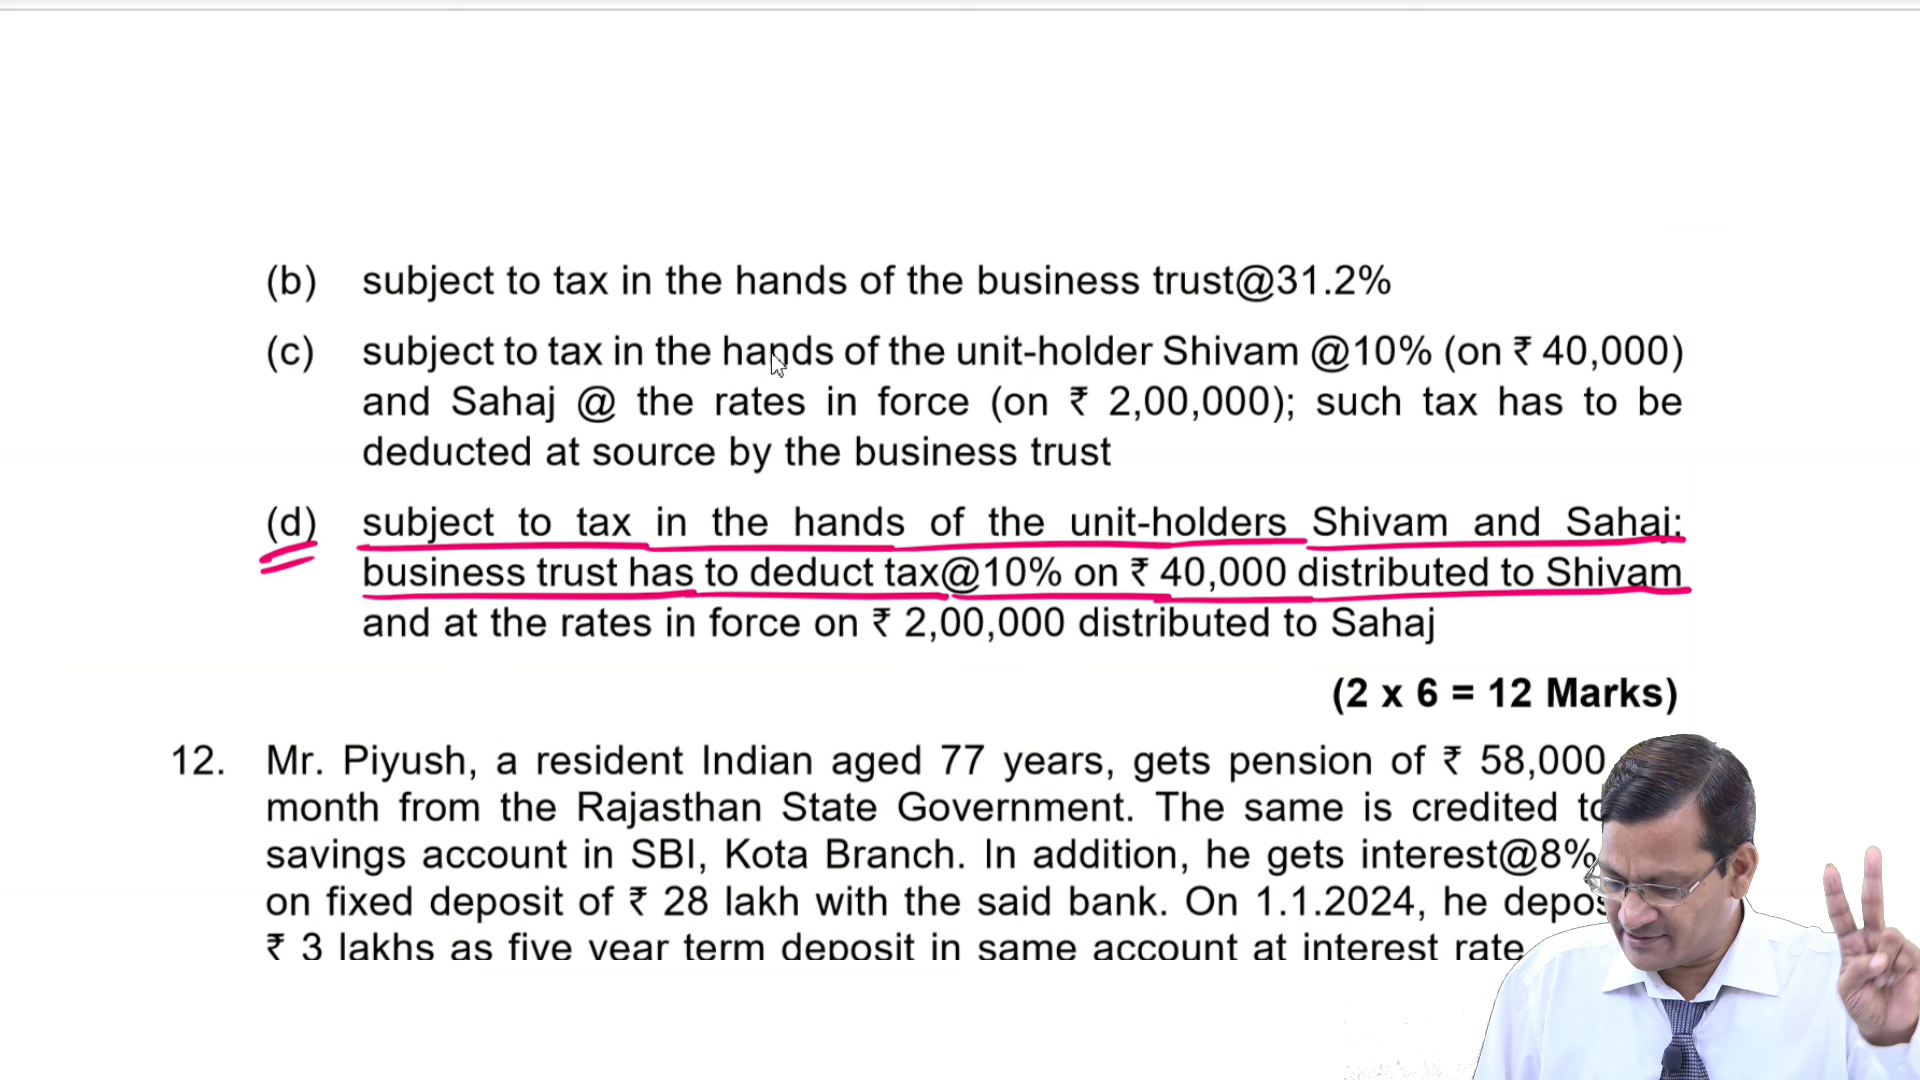 (b) subject to tax in the hands of the business trust@31.2%
(c) subject to tax in the hands of the unit-holder Shivam @10% (on ₹ 40,000)
and Sahaj @ the rates in force (on ₹ 2,00,000); such tax has to be
deducted at source by the business trust
(d) subject to tax in the hands of the unit-holders Shivam and Sahaj;
business trust has to deduct tax@10% on ₹ 40,000 distributed to Shivam
and at the rates in force on ₹ 2,00,000 distributed to Sahaj
(2 x 6 = 12 Marks)
12. Mr. Piyush, a resident Indian aged 77 years, gets pension of ₹ 58,000
month from the Rajasthan State Government. The same is credited
savings account in SBI, Kota Branch. In addition, he gets interest@8%
on fixed deposit of ₹ 28 lakh with the said bank. On 1.1.2024, he
₹ 3 lakhs as five year term deposit in same account at interest rate